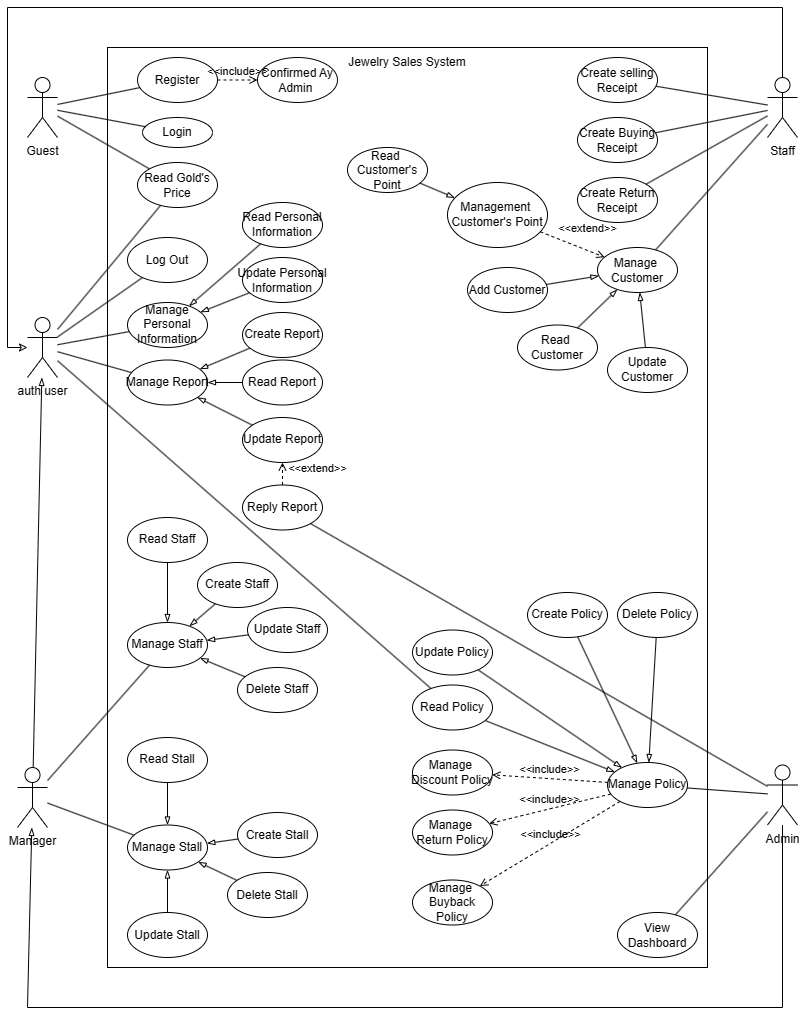 Jewelry Sales System
Register
<<include>>
Confirmed Ay
Admin
Create selling
Receipt
Guest
Login
Create Buying
Receipt
Staff
Read Gold's
Price
Read
Customer's
Point
Create Return
Receipt
Management
Customer's Point
<<extend>>
Read Personal
Information
Log Out
Update Personal
Information
Manage
Customer
Add Customer
Manage
Personal
Information
Create Report
Read
Customer
Update
Customer
auth user
Manage Report
Read Report
Update Report
<<extend>>
Reply Report
Read Staff
Create Staff
Update Staff
Manage Staff
Delete Staff
Create Policy
Delete Policy
Update Policy
Read Policy
Read Stall
Manage
Discount Policy
<<include>>
Manage Policy
<<include>>
Manage
Return Policy
<<include>>
Manager
Admin
Create Stall
Manage Stall
Delete Stall
Manage
Buyback
Policy
Update Stall
View
Dashboard